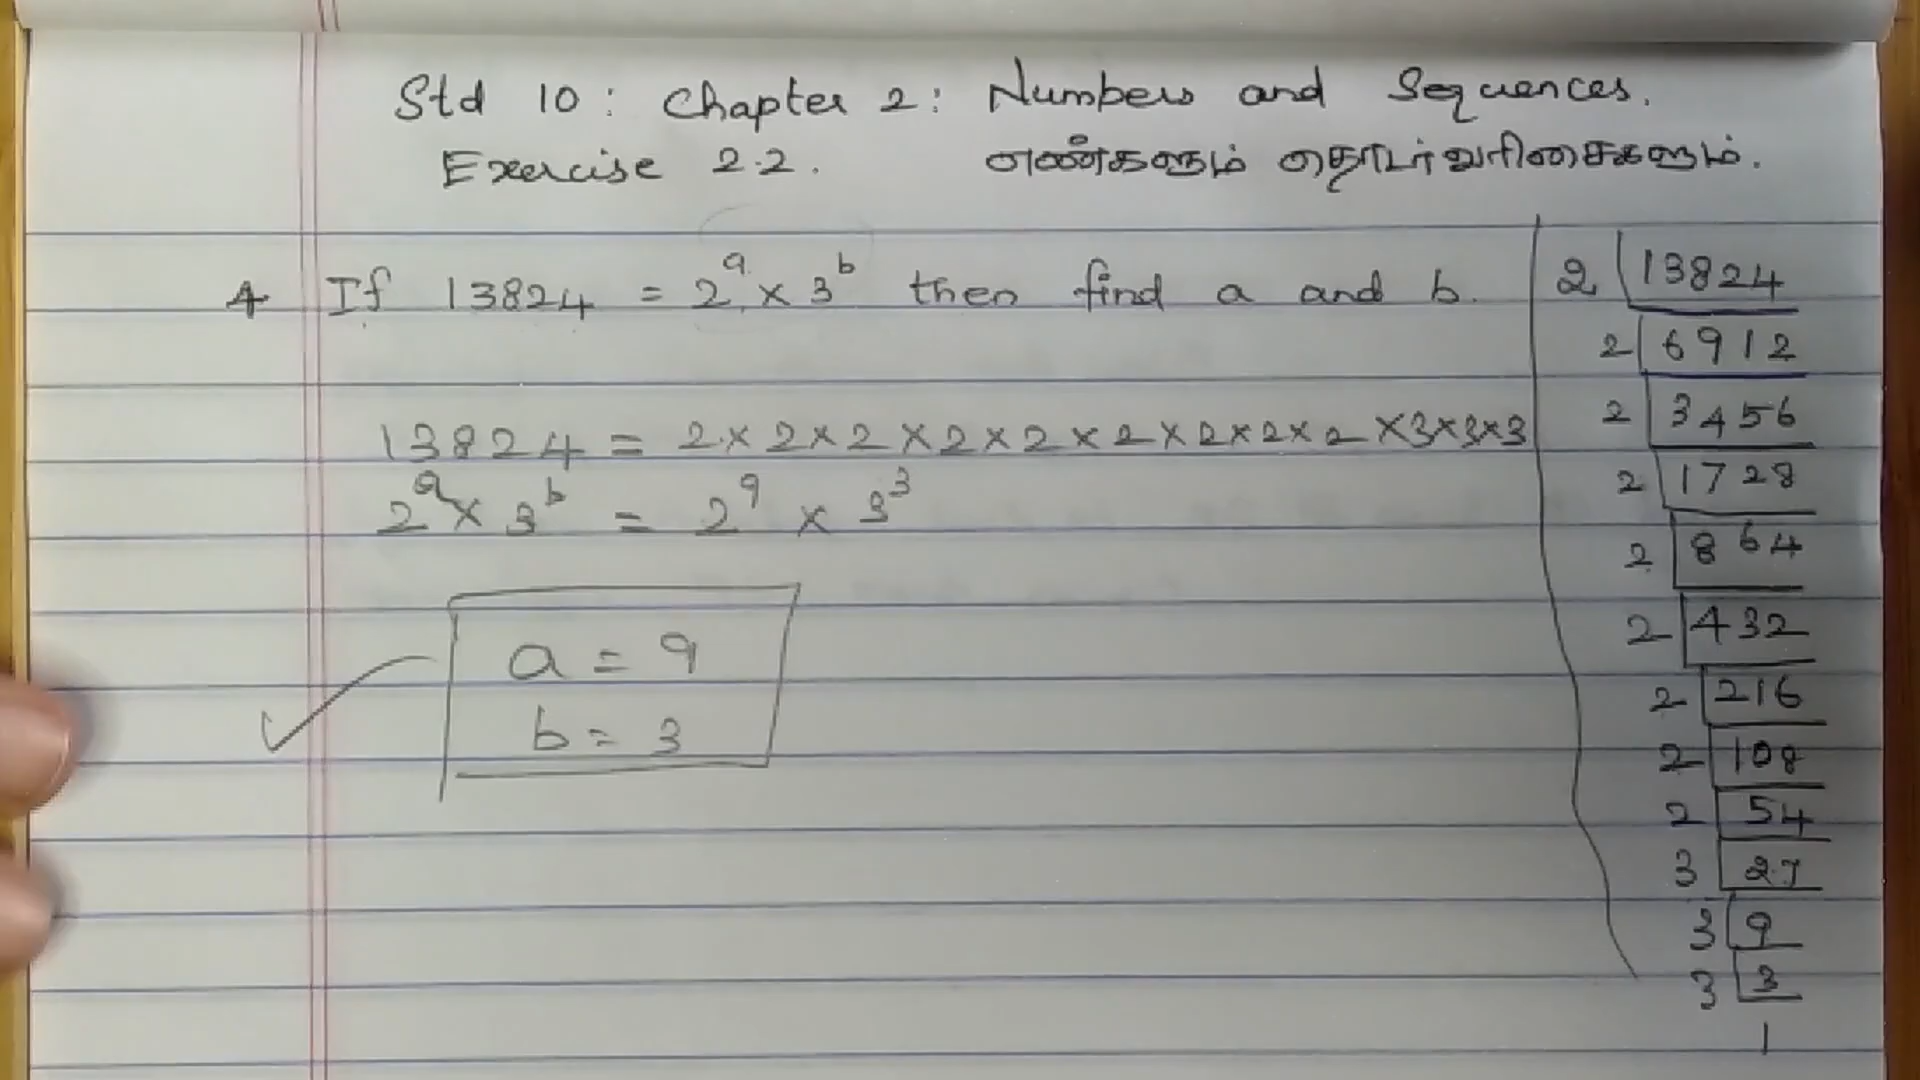 Std 10 : Chapter 2 : Numbers and Sequences.
Exercise 2.2. எண்களும் தொடர்வரிசைகளும்.
4 If 13824 = 2^a × 3^b then find a and b.
13824 = 2×2×2×2×2×2×2×2×2×3×3×3
2^a × 3^b = 2^9 × 3^3
a = 9
b = 3
2 13824
2 6912
2 3456
2 1728
2 864
2 432
2 216
2 108
2 54
3 27
3 9
3 3
1